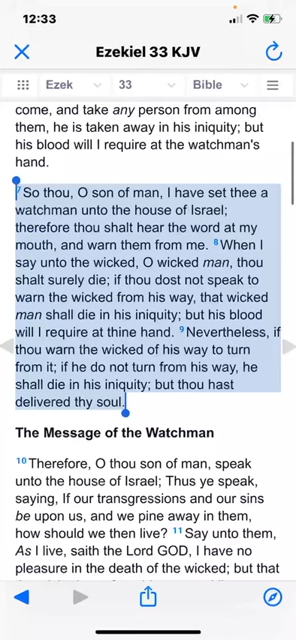 12:33
Ezekiel 33 KJV
Ezek 33 Bible
come, and take any person from among
them, he is taken away in his iniquity; but
his blood will I require at the watchman's
hand.
7 So thou, O son of man, I have set thee a
watchman unto the house of Israel;
therefore thou shalt hear the word at my
mouth, and warn them from me. 8 When I
say unto the wicked, O wicked man, thou
shalt surely die; if thou dost not speak to
warn the wicked from his way, that wicked
man shall die in his iniquity; but his blood
will I require at thine hand. 9 Nevertheless, if
thou warn the wicked of his way to turn
from it; if he do not turn from his way, he
shall die in his iniquity; but thou hast
delivered thy soul.
The Message of the Watchman
10 Therefore, O thou son of man, speak
unto the house of Israel; Thus ye speak,
saying, If our transgressions and our sins
be upon us, and we pine away in them,
how should we then live? 11 Say unto them,
As I live, saith the Lord GOD, I have no
pleasure in the death of the wicked; but that